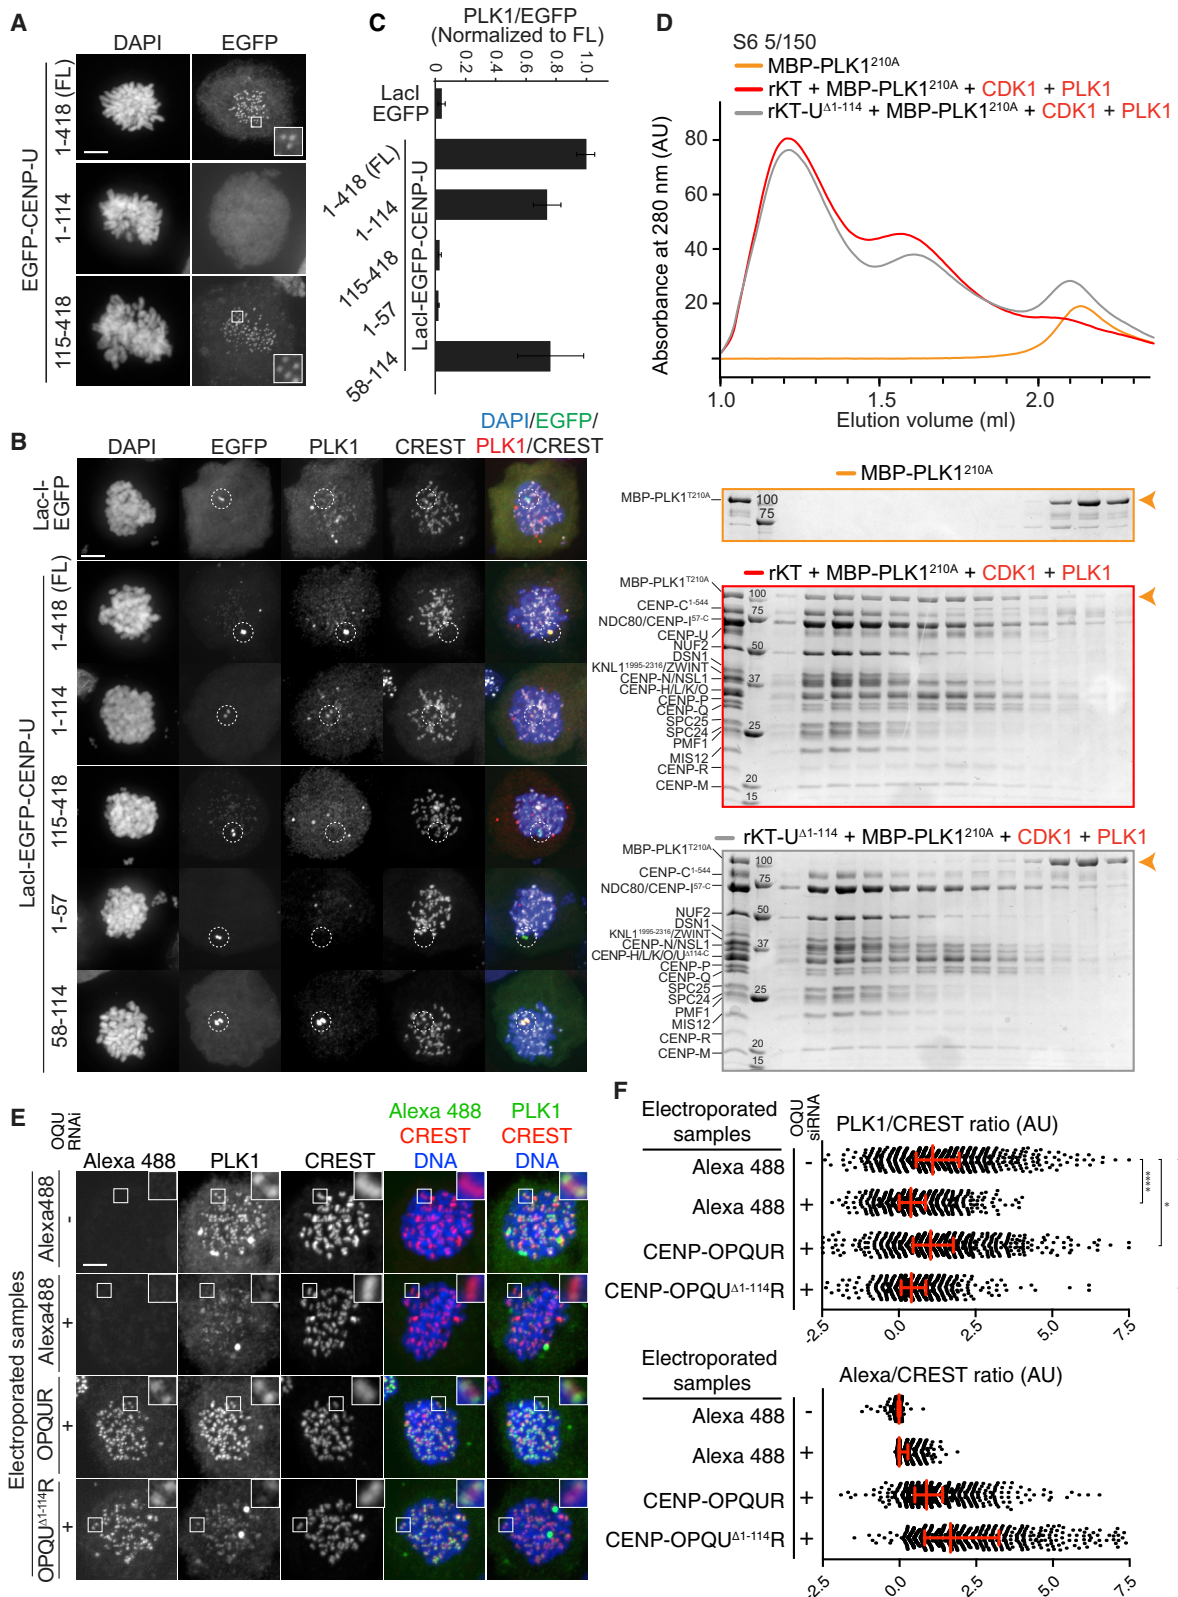 A
DAPI EGFP
EGFP-CENP-U
1-418 (FL)
1-114
115-418
C
PLK1/EGFP
(Normalized to FL)
0 0.2 0.4 0.6 0.8 1.0
LacI
EGFP
1-418 (FL)
1-114
115-418
1-57
58-114
LacI-EGFP-CENP-U
D
S6 5/150
MBP-PLK1210A
rKT + MBP-PLK1210A + CDK1 + PLK1
rKT-UΔ1-114 + MBP-PLK1210A + CDK1 + PLK1
Absorbance at 280 nm (AU)
80
60
40
20
1.0 1.5 2.0
Elution volume (ml)
MBP-PLK1210A
MBP-PLK1T210A
100
75
rKT + MBP-PLK1210A + CDK1 + PLK1
MBP-PLK1T210A
CENP-C1-544
NDC80/CENP-I57-C
CENP-U
NUF2
DSN1
KNL11995-2316/ZWINT
CENP-N/NSL1
CENP-H/L/K/O
CENP-P
CENP-Q
SPC25
SPC24
PMF1
MIS12
CENP-R
CENP-M
100
75
50
37
25
20
15
rKT-UΔ1-114 + MBP-PLK1210A + CDK1 + PLK1
MBP-PLK1T210A
CENP-C1-544
NDC80/CENP-I57-C
NUF2
DSN1
KNL11995-2316/ZWINT
CENP-N/NSL1
CENP-H/L/K/O/UΔ114-C
CENP-P
CENP-Q
SPC25
SPC24
PMF1
MIS12
CENP-R
CENP-M
100
75
50
37
25
20
15
B
DAPI EGFP PLK1 CREST DAPI/EGFP/
PLK1/CREST
Lac-I-
EGFP
LacI-EGFP-CENP-U
1-418 (FL)
1-114
115-418
1-57
58-114
E
OQU
RNAi
Alexa 488 PLK1 CREST
Alexa 488
CREST
DNA
PLK1
CREST
DNA
Electroporated samples
Alexa488 -
Alexa488 +
OPQUR +
OPQUΔ1-114R +
F
Electroporated
samples
OQU
siRNA
PLK1/CREST ratio (AU)
Alexa 488 -
Alexa 488 +
CENP-OPQUR +
CENP-OPQUΔ1-114R +
****
*
-2.5 0.0 2.5 5.0 7.5
Electroporated
samples
Alexa/CREST ratio (AU)
Alexa 488 -
Alexa 488 +
CENP-OPQUR +
CENP-OPQUΔ1-114R +
-2.5 0.0 2.5 5.0 7.5